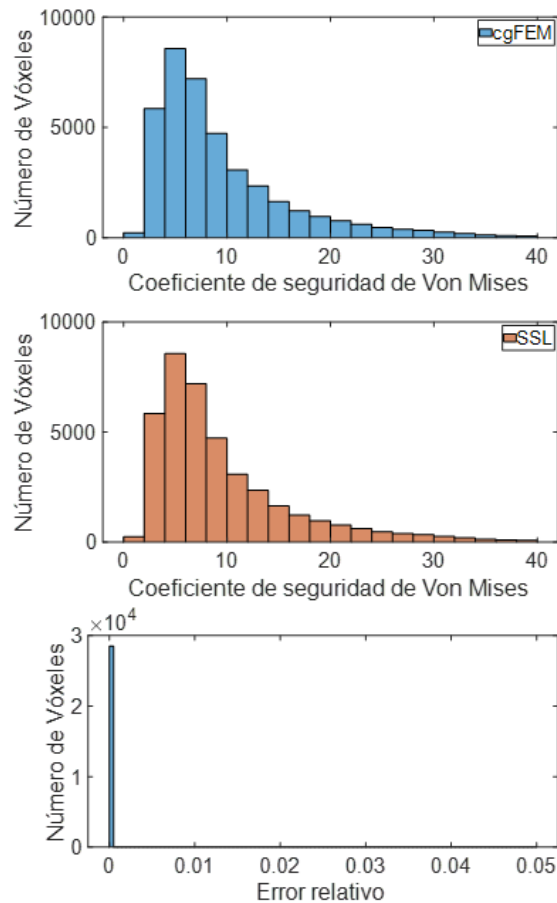 10000
5000
0
Número de Vóxeles
cgFEM
0 10 20 30 40
Coeficiente de seguridad de Von Mises
10000
5000
0
Número de Vóxeles
SSL
0 10 20 30 40
Coeficiente de seguridad de Von Mises
×10⁴
3
2
1
0
Número de Vóxeles
0 0.01 0.02 0.03 0.04 0.05
Error relativo